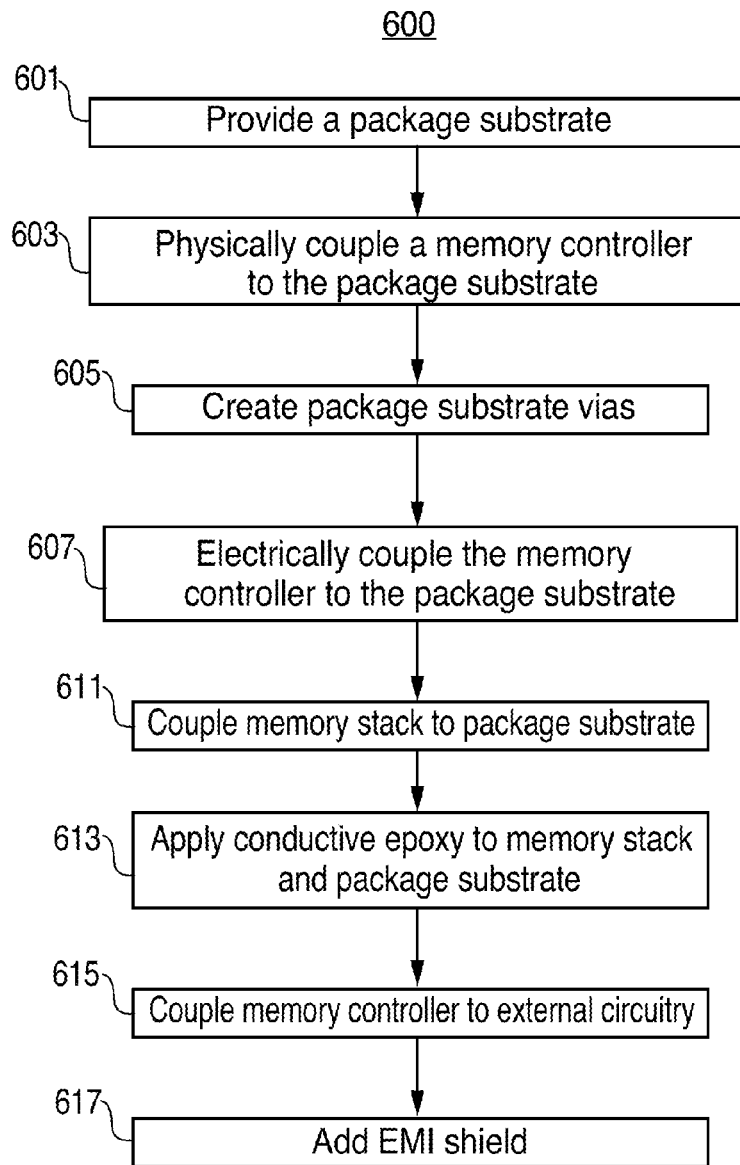 600
601
Provide a package substrate
603
Physically couple a memory controller
to the package substrate
605
Create package substrate vias
607
Electrically couple the memory
controller to the package substrate
611
Couple memory stack to package substrate
613
Apply conductive epoxy to memory stack
and package substrate
615
Couple memory controller to external circuitry
617
Add EMI shield